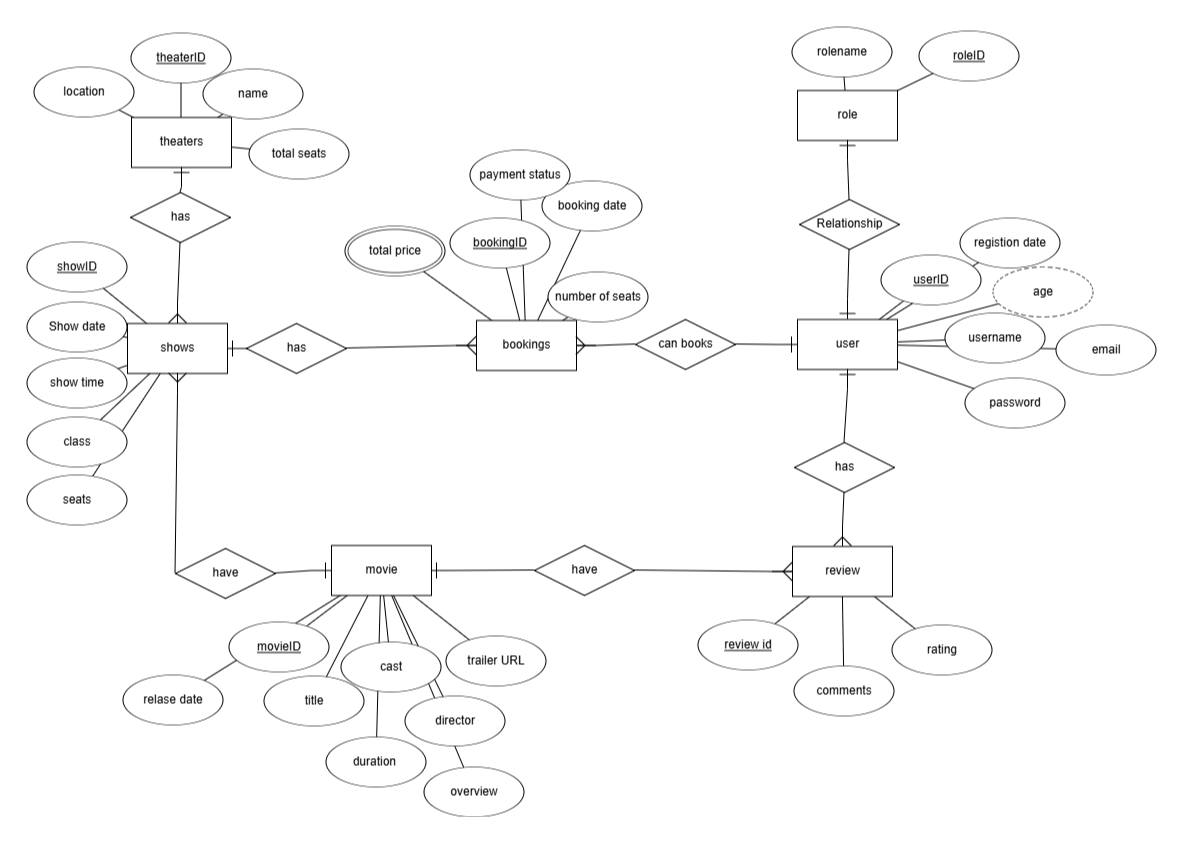 rolename
roleID
theaterID
location
name
role
theaters
total seats
payment status
booking date
has
Relationship
total price
bookingID
registion date
showID
userID
age
number of seats
Show date
username
shows
has
bookings
can books
user
email
show time
password
class
has
seats
have
movie
have
review
movieID
cast
trailer URL
review id
rating
relase date
title
comments
director
duration
overview